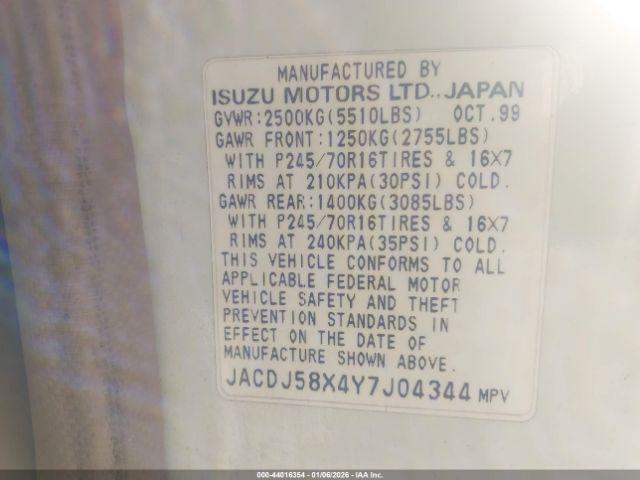 MANUFACTURED BY
ISUZU MOTORS LTD., JAPAN
GVWR:2500KG(5510LBS) OCT.99
GAWR FRONT:1250KG(2755LBS)
WITH P245/70R16TIRES & 16X7
RIMS AT 210KPA(30PSI) COLD.
GAWR REAR:1400KG(3085LBS)
WITH P245/70R16TIRES & 16X7
RIMS AT 240KPA(35PSI) COLD.
THIS VEHICLE CONFORMS TO ALL
APPLICABLE FEDERAL MOTOR
VEHICLE SAFETY AND THEFT
PREVENTION STANDARDS IN
EFFECT ON THE DATE OF
MANUFACTURE SHOWN ABOVE.
JACDJ58X4Y7J04344 MPV
000-44016354 - 01/06/2026 - IAA Inc.